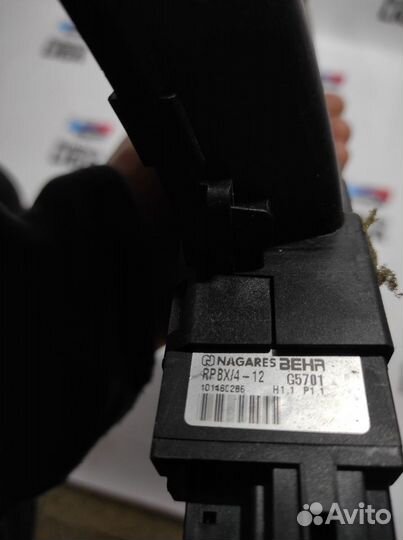 NAGARES BEHR
RPBX/4-12 G5701
101460286 H1.1 P1.1
Avito